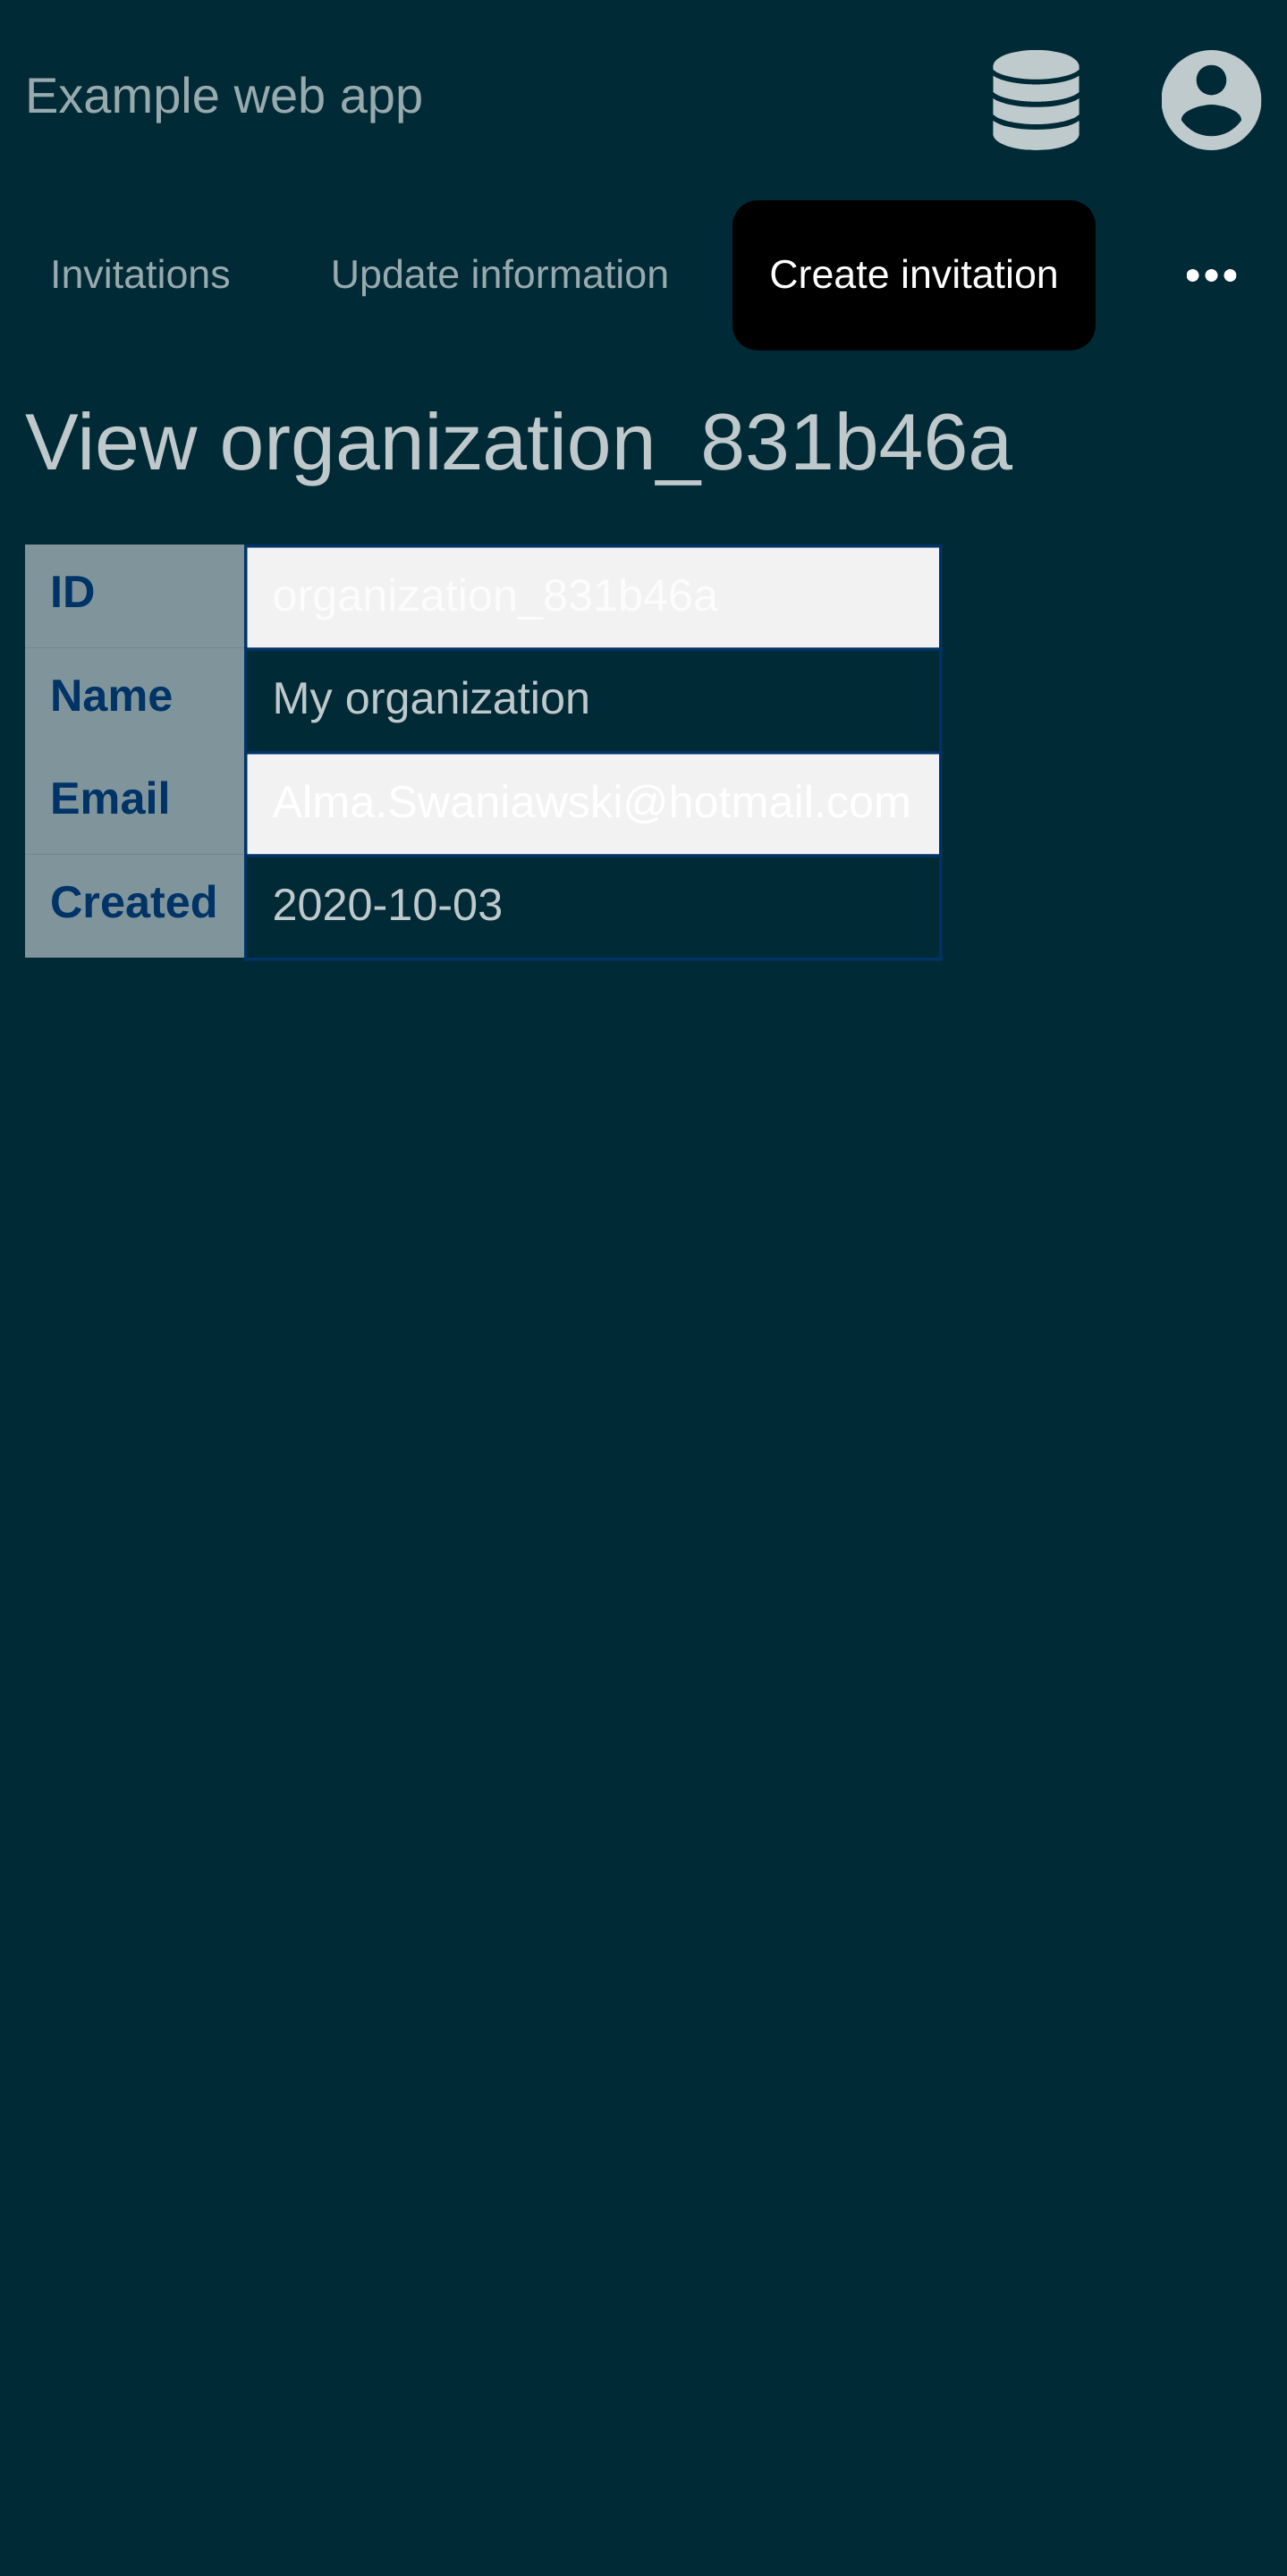 Example web app
Invitations Update information Create invitation
View organization_831b46a
ID organization_831b46a
Name My organization
Email Alma.Swaniawski@hotmail.com
Created 2020-10-03